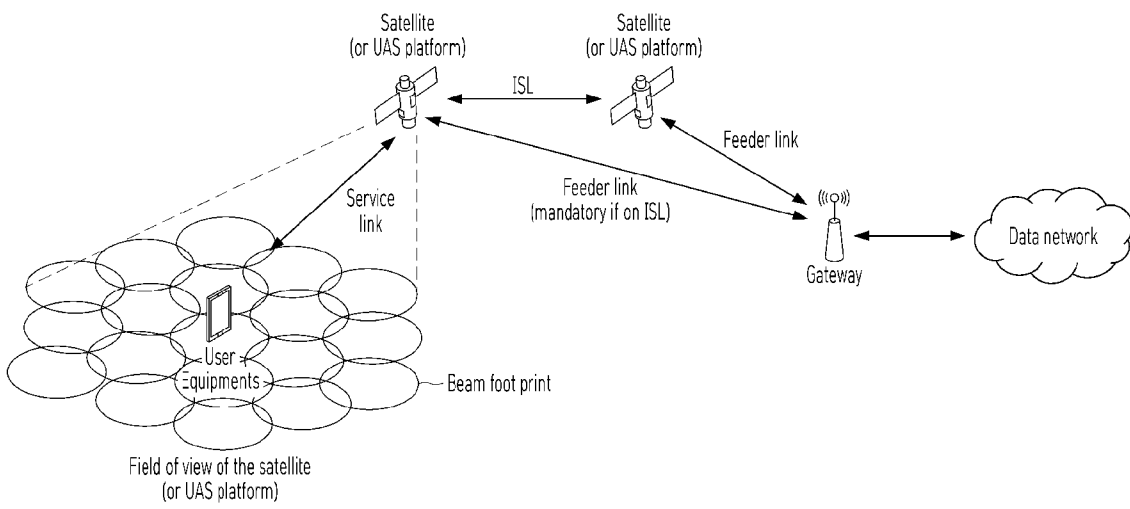 Satellite
(or UAS platform)
Satellite
(or UAS platform)
ISL
Feeder link
Service
link
Feeder link
(mandatory if on ISL)
Data network
Gateway
User
Equipments
Beam foot print
Field of view of the satellite
(or UAS platform)